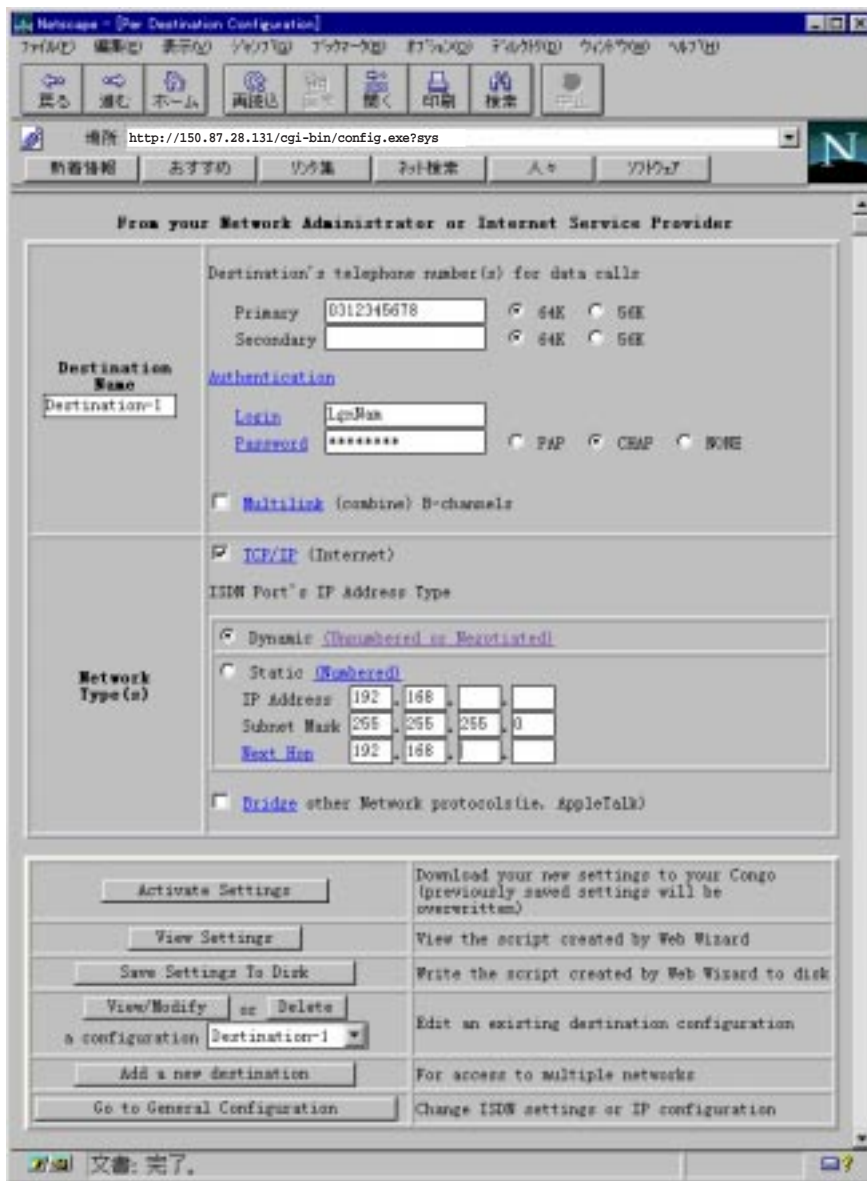 Netscape - [Per Destination Configuration]
ファイル(F) 編集(E) 表示(V) ジャンプ(G) ブックマーク(B) オプション(O) ディレクトリ(D) ウィンドウ(W) ヘルプ(H)
戻る 進む ホーム 再読込 開く 印刷 検索 中止
場所 http://150.87.28.131/cgi-bin/config.exe?sys
N
新着情報 おすすめ リンク集 ネット検索 人々 ソフトウェア
From your Network Administrator or Internet Service Provider
Destination Name
Destination-1
Destination's telephone number(s) for data calls
Primary 0312345678 64K 56K
Secondary 64K 56K
Authentication
Login LgnNam
Password ******** PAP CHAP NONE
Multilink (combine) B-channels
Network Type(s)
TCP/IP (Internet)
ISDN Port's IP Address Type
Dynamic (Unnumbered or Negotiated)
Static (Numbered)
IP Address 192 . 168 . .
Subnet Mask 255 . 255 . 255 . 0
Next Hop 192 . 168 . .
Bridge other Network protocols(ie. AppleTalk)
Activate Settings Download your new settings to your Congo
(previously saved settings will be
overwritten)
View Settings View the script created by Web Wizard
Save Settings To Disk Write the script created by Web Wizard to disk
View/Modify or Delete
a configuration Destination-1 Edit an existing destination configuration
Add a new destination For access to multiple networks
Go to General Configuration Change ISDN settings or IP configuration
文書: 完了。